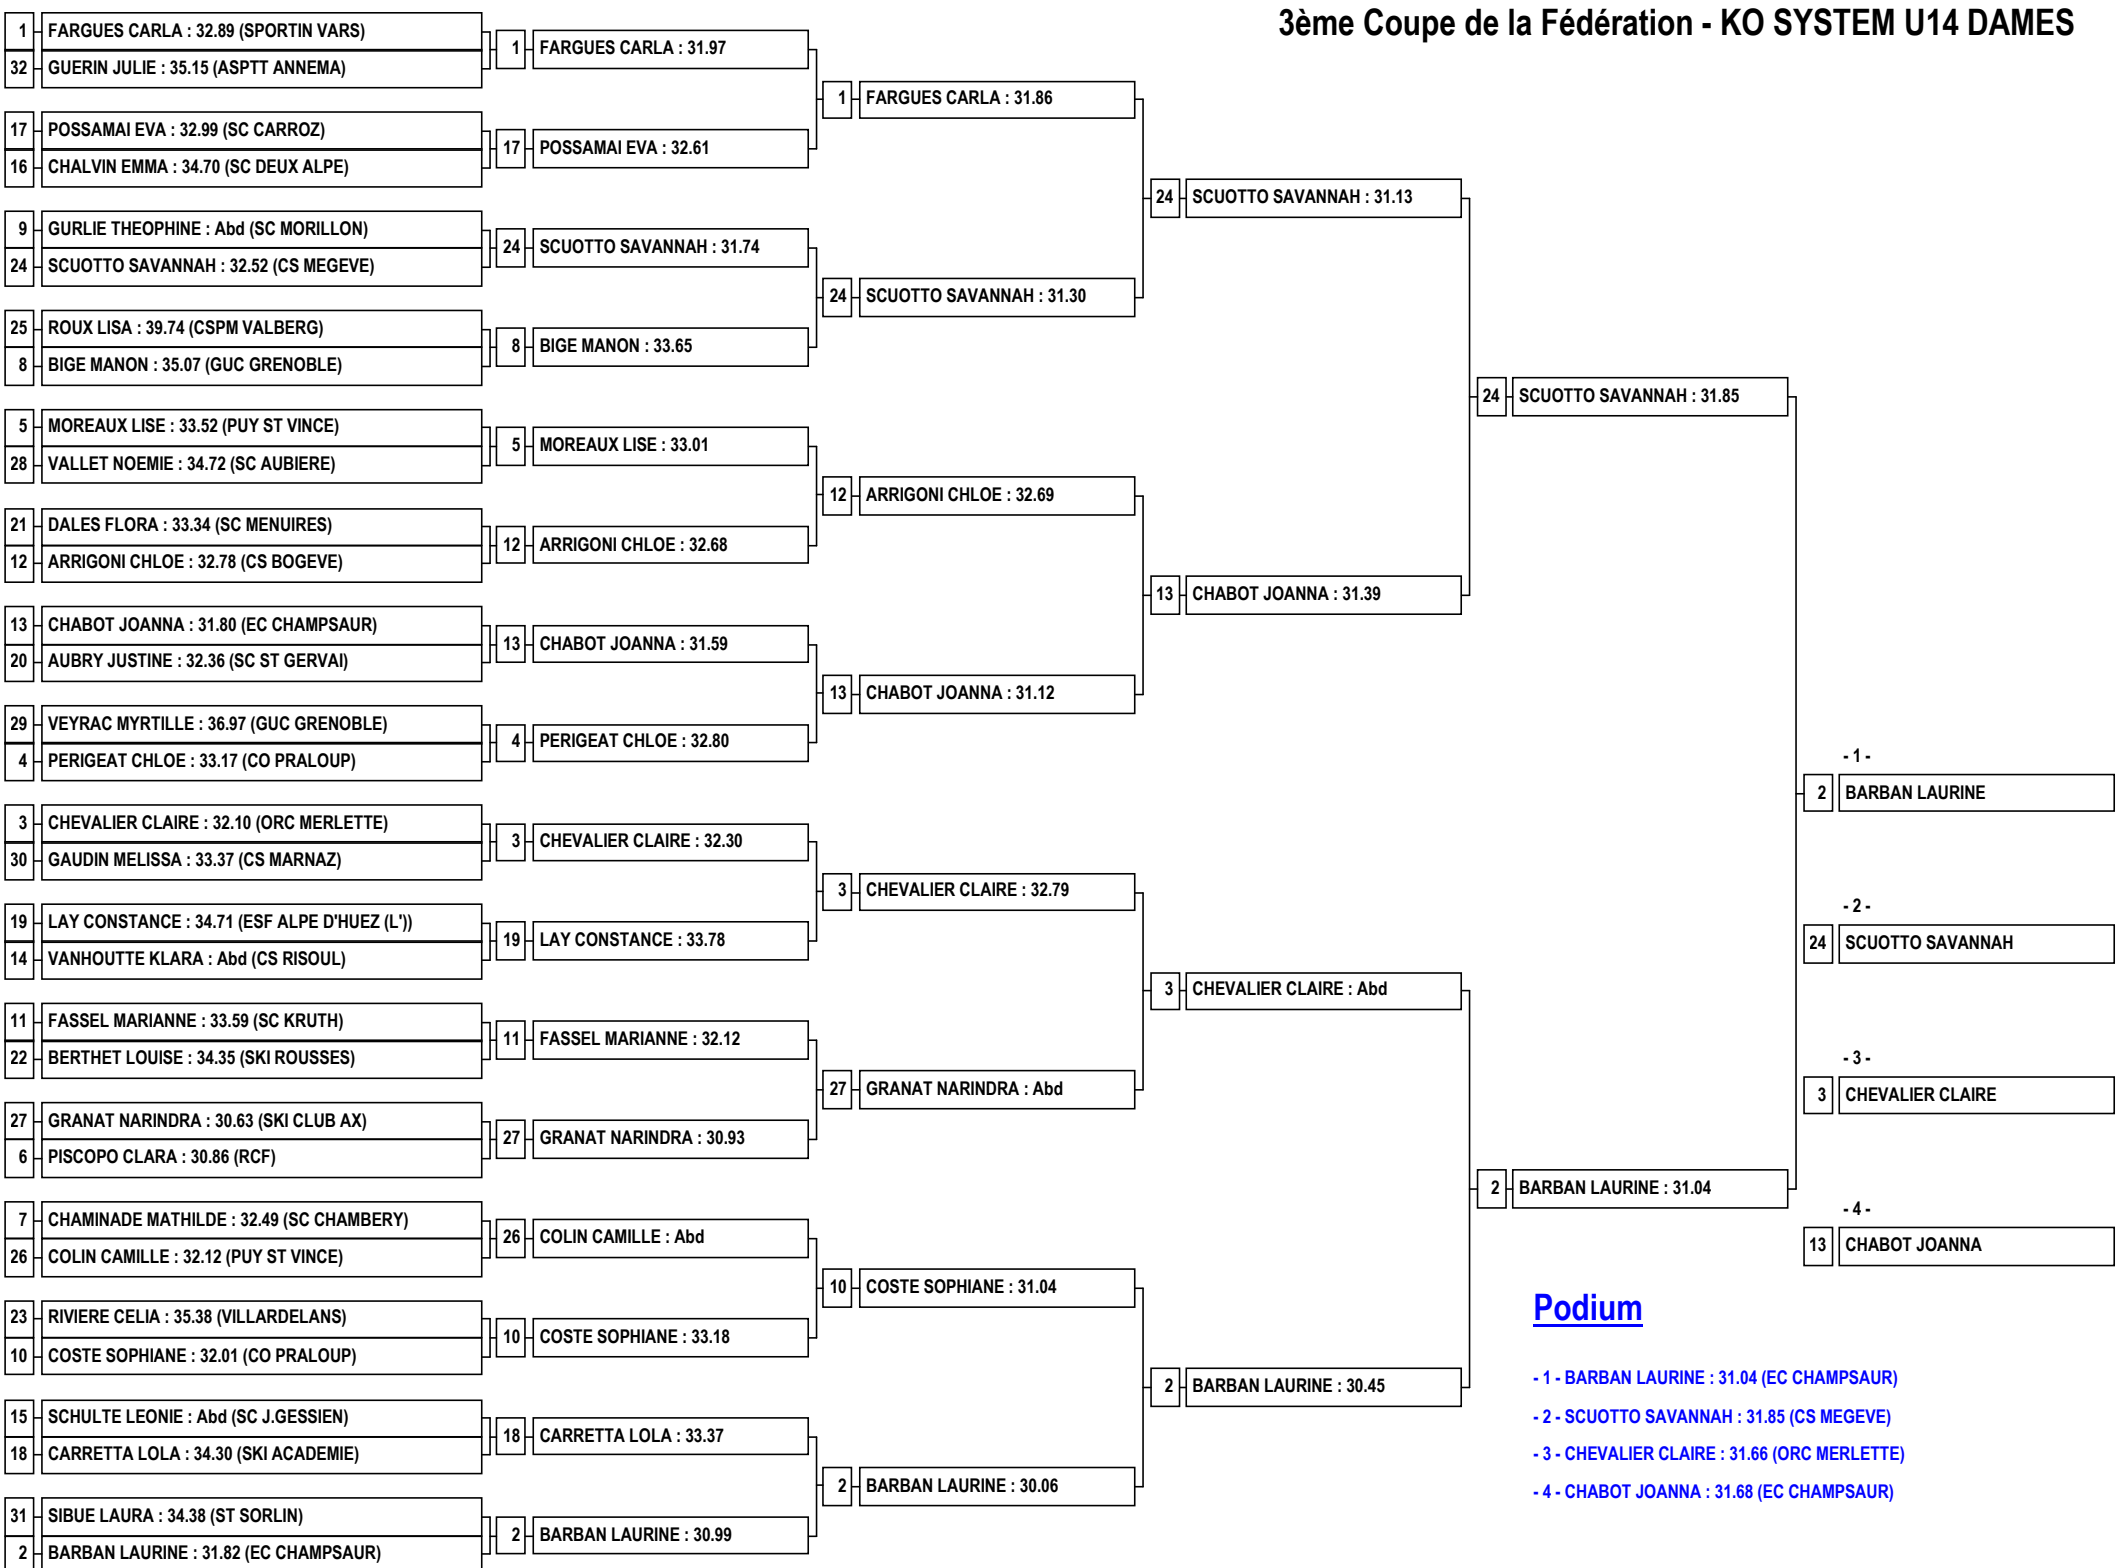 3ème Coupe de la Fédération - KO SYSTEM U14 DAMES
1 FARGUES CARLA : 32.89 (SPORTIN VARS)
32 GUERIN JULIE : 35.15 (ASPTT ANNEMA)
17 POSSAMAI EVA : 32.99 (SC CARROZ)
16 CHALVIN EMMA : 34.70 (SC DEUX ALPE)
9 GURLIE THEOPHINE : Abd (SC MORILLON)
24 SCUOTTO SAVANNAH : 32.52 (CS MEGEVE)
25 ROUX LISA : 39.74 (CSPM VALBERG)
8 BIGE MANON : 35.07 (GUC GRENOBLE)
5 MOREAUX LISE : 33.52 (PUY ST VINCE)
28 VALLET NOEMIE : 34.72 (SC AUBIERE)
21 DALES FLORA : 33.34 (SC MENUIRES)
12 ARRIGONI CHLOE : 32.78 (CS BOGEVE)
13 CHABOT JOANNA : 31.80 (EC CHAMPSAUR)
20 AUBRY JUSTINE : 32.36 (SC ST GERVAI)
29 VEYRAC MYRTILLE : 36.97 (GUC GRENOBLE)
4 PERIGEAT CHLOE : 33.17 (CO PRALOUP)
3 CHEVALIER CLAIRE : 32.10 (ORC MERLETTE)
30 GAUDIN MELISSA : 33.37 (CS MARNAZ)
19 LAY CONSTANCE : 34.71 (ESF ALPE D'HUEZ (L'))
14 VANHOUTTE KLARA : Abd (CS RISOUL)
11 FASSEL MARIANNE : 33.59 (SC KRUTH)
22 BERTHET LOUISE : 34.35 (SKI ROUSSES)
27 GRANAT NARINDRA : 30.63 (SKI CLUB AX)
6 PISCOPO CLARA : 30.86 (RCF)
7 CHAMINADE MATHILDE : 32.49 (SC CHAMBERY)
26 COLIN CAMILLE : 32.12 (PUY ST VINCE)
23 RIVIERE CELIA : 35.38 (VILLARDELANS)
10 COSTE SOPHIANE : 32.01 (CO PRALOUP)
15 SCHULTE LEONIE : Abd (SC J.GESSIEN)
18 CARRETTA LOLA : 34.30 (SKI ACADEMIE)
31 SIBUE LAURA : 34.38 (ST SORLIN)
2 BARBAN LAURINE : 31.82 (EC CHAMPSAUR)
1 FARGUES CARLA : 31.97
17 POSSAMAI EVA : 32.61
24 SCUOTTO SAVANNAH : 31.74
8 BIGE MANON : 33.65
5 MOREAUX LISE : 33.01
12 ARRIGONI CHLOE : 32.68
13 CHABOT JOANNA : 31.59
4 PERIGEAT CHLOE : 32.80
3 CHEVALIER CLAIRE : 32.30
19 LAY CONSTANCE : 33.78
11 FASSEL MARIANNE : 32.12
27 GRANAT NARINDRA : 30.93
26 COLIN CAMILLE : Abd
10 COSTE SOPHIANE : 33.18
18 CARRETTA LOLA : 33.37
2 BARBAN LAURINE : 30.99
1 FARGUES CARLA : 31.86
24 SCUOTTO SAVANNAH : 31.30
12 ARRIGONI CHLOE : 32.69
13 CHABOT JOANNA : 31.12
3 CHEVALIER CLAIRE : 32.79
27 GRANAT NARINDRA : Abd
10 COSTE SOPHIANE : 31.04
2 BARBAN LAURINE : 30.06
24 SCUOTTO SAVANNAH : 31.13
13 CHABOT JOANNA : 31.39
3 CHEVALIER CLAIRE : Abd
2 BARBAN LAURINE : 30.45
24 SCUOTTO SAVANNAH : 31.85
2 BARBAN LAURINE : 31.04
- 1 -
2 BARBAN LAURINE
- 2 -
24 SCUOTTO SAVANNAH
- 3 -
3 CHEVALIER CLAIRE
- 4 -
13 CHABOT JOANNA
Podium
- 1 - BARBAN LAURINE : 31.04 (EC CHAMPSAUR)
- 2 - SCUOTTO SAVANNAH : 31.85 (CS MEGEVE)
- 3 - CHEVALIER CLAIRE : 31.66 (ORC MERLETTE)
- 4 - CHABOT JOANNA : 31.68 (EC CHAMPSAUR)